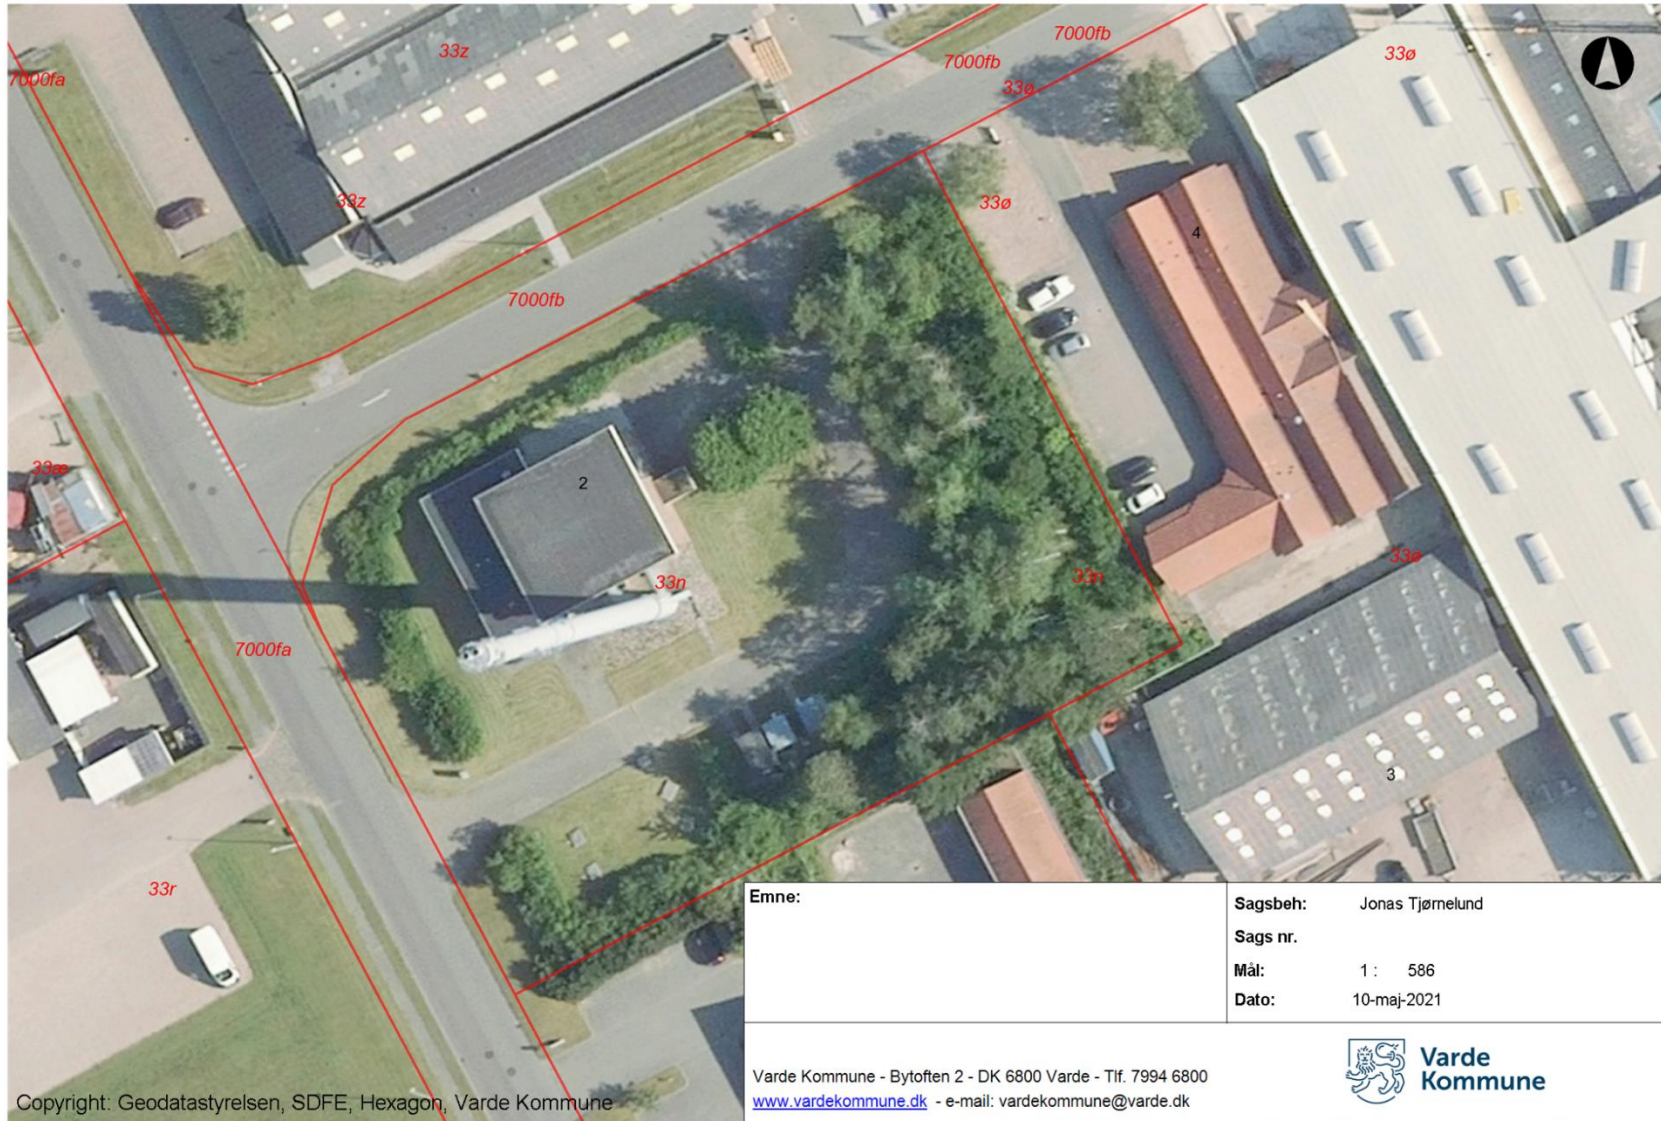 7000fa
33z
7000fb
7000fb
33ø
33ø
33z
33ø
4
7000fb
33æ
2
33n
33n
33ø
7000fa
3
33r
Emne:
Sagsbeh: Jonas Tjørnelund
Sags nr.
Mål: 1 : 586
Dato: 10-maj-2021
Varde Kommune - Bytoften 2 - DK 6800 Varde - Tlf. 7994 6800
www.vardekommune.dk - e-mail: vardekommune@varde.dk
Varde
Kommune
Copyright: Geodatastyrelsen, SDFE, Hexagon, Varde Kommune